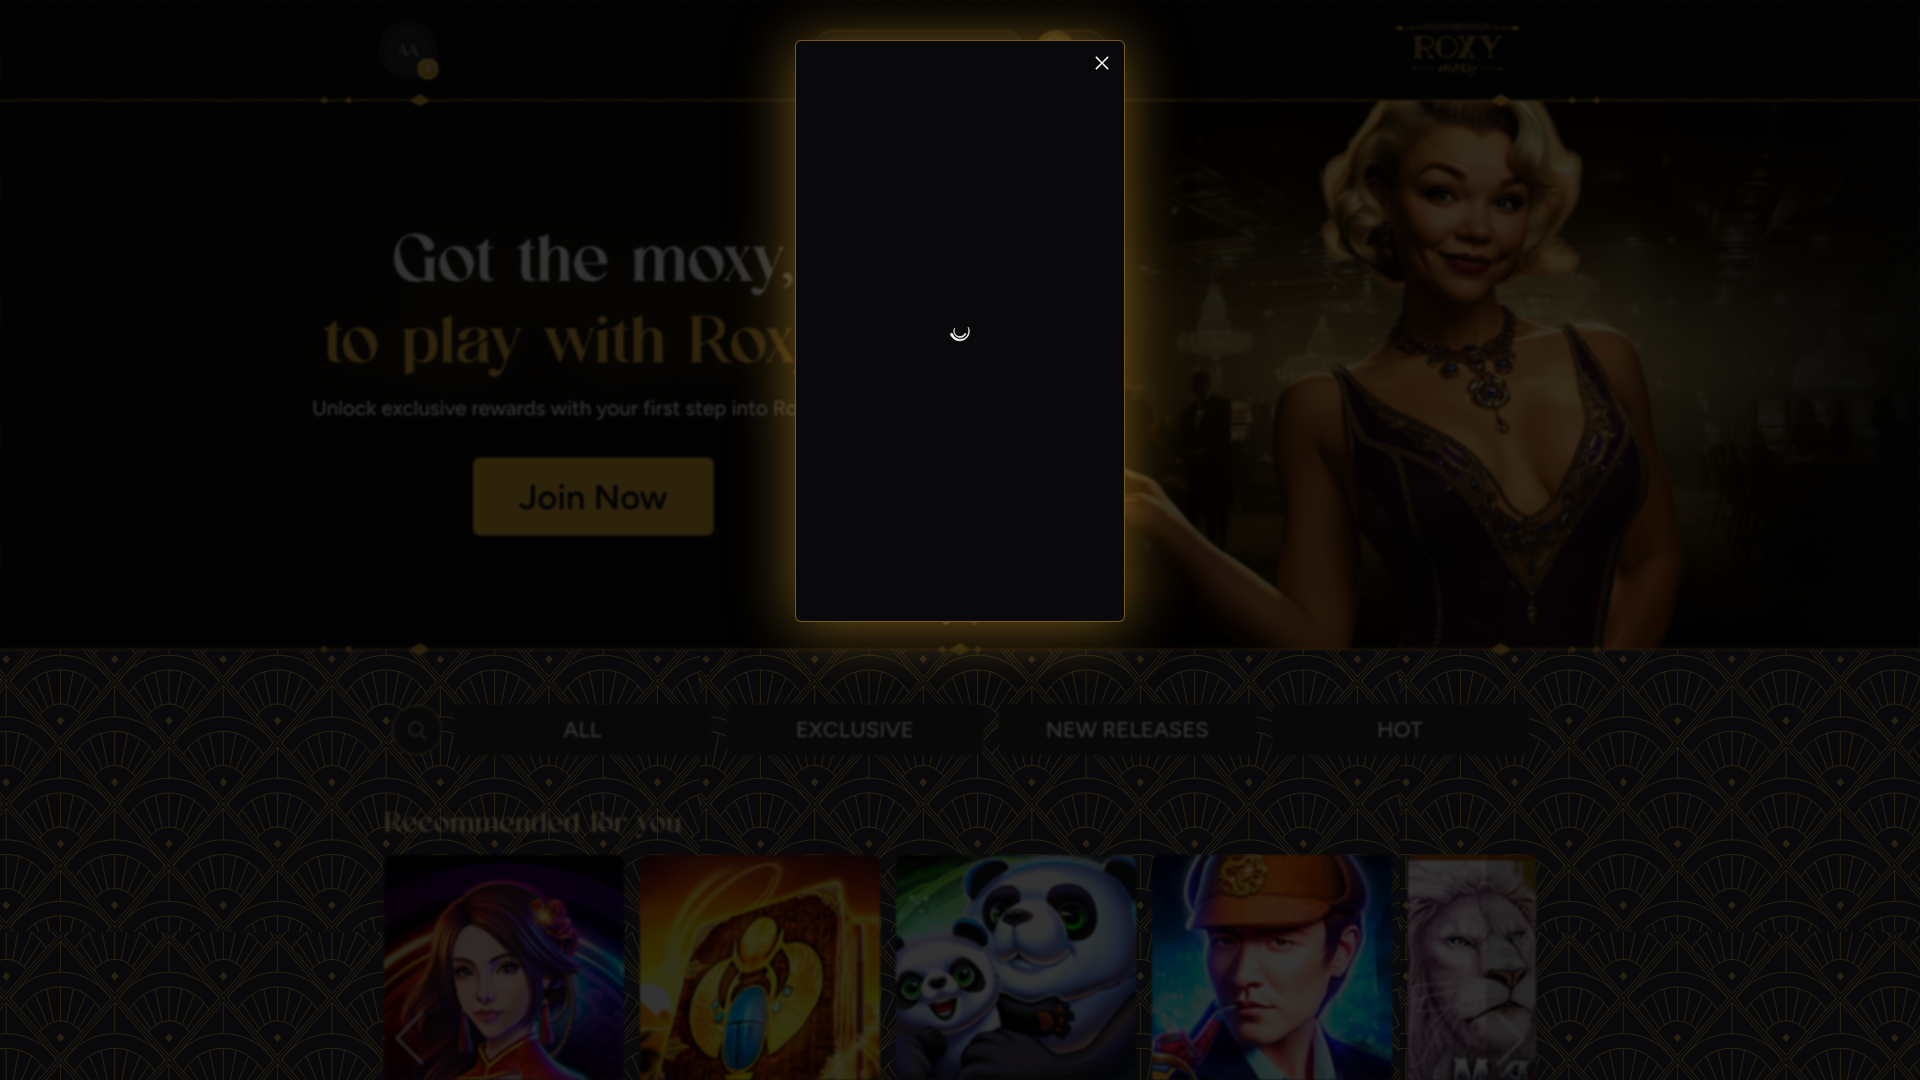 AA
ROXY
moxy
Got the moxy,
to play with Rox
Unlock exclusive rewards with your first step into Ro
Join Now
ALL
EXCLUSIVE
NEW RELEASES
HOT
Recommended for you